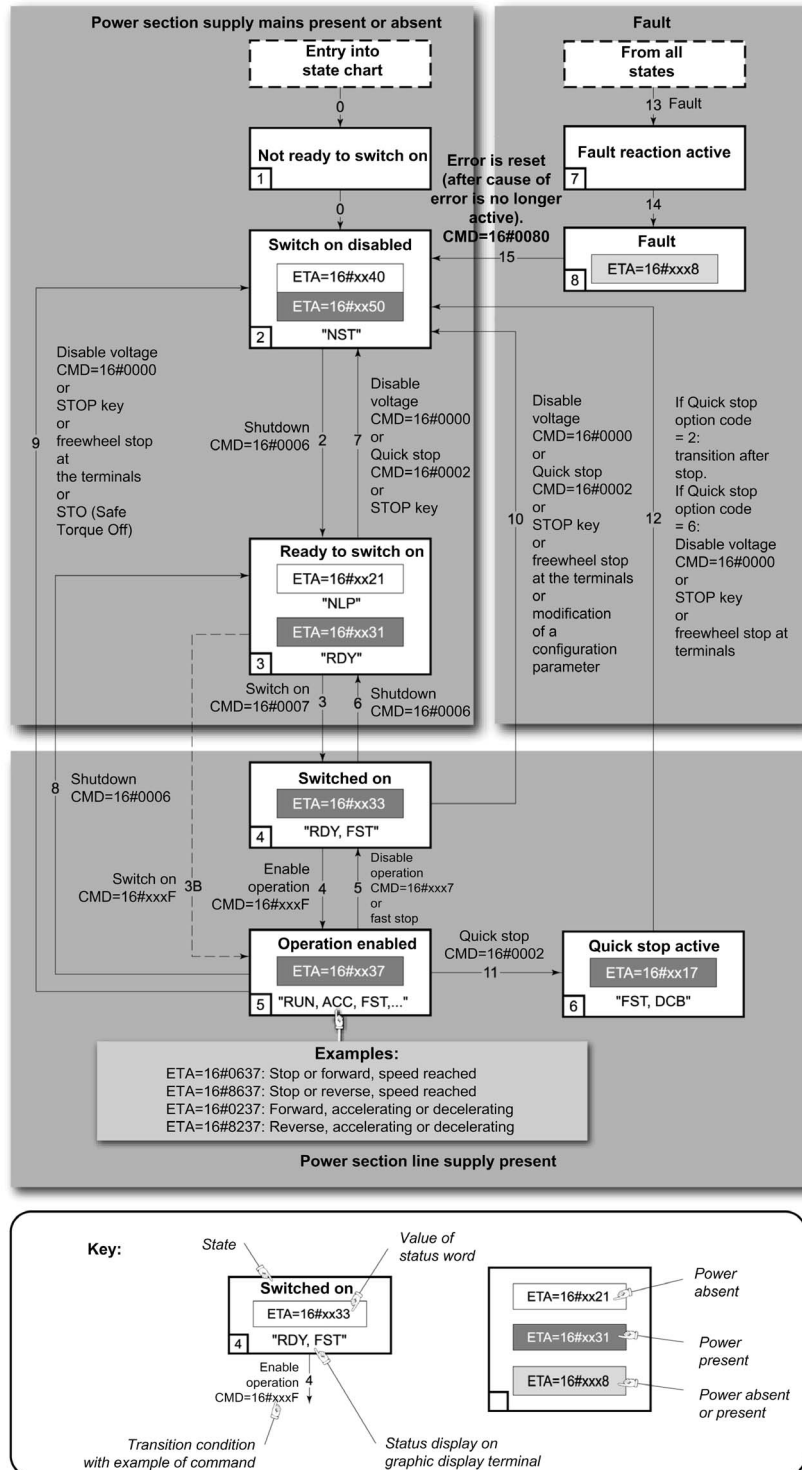 Power section supply mains present or absent
Entry into
state chart
0
Not ready to switch on
1
0
Switch on disabled
ETA=16#xx40
ETA=16#xx50
"NST"
2
9
Disable voltage
CMD=16#0000
or
STOP key
or
freewheel stop
at
the terminals
or
STO (Safe
Torque Off)
Shutdown
CMD=16#0006
2
7
Disable
voltage
CMD=16#0000
or
Quick stop
CMD=16#0002
or
STOP key
Ready to switch on
ETA=16#xx21
"NLP"
ETA=16#xx31
"RDY"
3
Switch on
CMD=16#0007
3
6
Shutdown
CMD=16#0006
Fault
From all
states
13 Fault
Fault reaction active
7
14
Fault
ETA=16#xxx8
8
Error is reset
(after cause of
error is no longer
active).
CMD=16#0080
15
10
Disable
voltage
CMD=16#0000
or
Quick stop
CMD=16#0002
or
STOP key
or
freewheel stop
at the terminals
or
modification
of a
configuration
parameter
12
If Quick stop
option code
= 2:
transition after
stop.
If Quick stop
option code
= 6:
Disable voltage
CMD=16#0000
or
STOP key
or
freewheel stop at
terminals
Switched on
ETA=16#xx33
"RDY, FST"
4
8
Shutdown
CMD=16#0006
Switch on
CMD=16#xxxF
3B
Enable
operation
CMD=16#xxxF
4
5
Disable
operation
CMD=16#xxx7
or
fast stop
Operation enabled
ETA=16#xx37
"RUN, ACC, FST,..."
5
Quick stop
CMD=16#0002
11
Quick stop active
ETA=16#xx17
"FST, DCB"
6
Examples:
ETA=16#0637: Stop or forward, speed reached
ETA=16#8637: Stop or reverse, speed reached
ETA=16#0237: Forward, accelerating or decelerating
ETA=16#8237: Reverse, accelerating or decelerating
Power section line supply present
Key:
State
Value of
status word
Switched on
ETA=16#xx33
"RDY, FST"
4
Enable
operation
CMD=16#xxxF
4
Transition condition
with example of command
Status display on
graphic display terminal
ETA=16#xx21
Power
absent
ETA=16#xx31
Power
present
ETA=16#xxx8
Power absent
or present